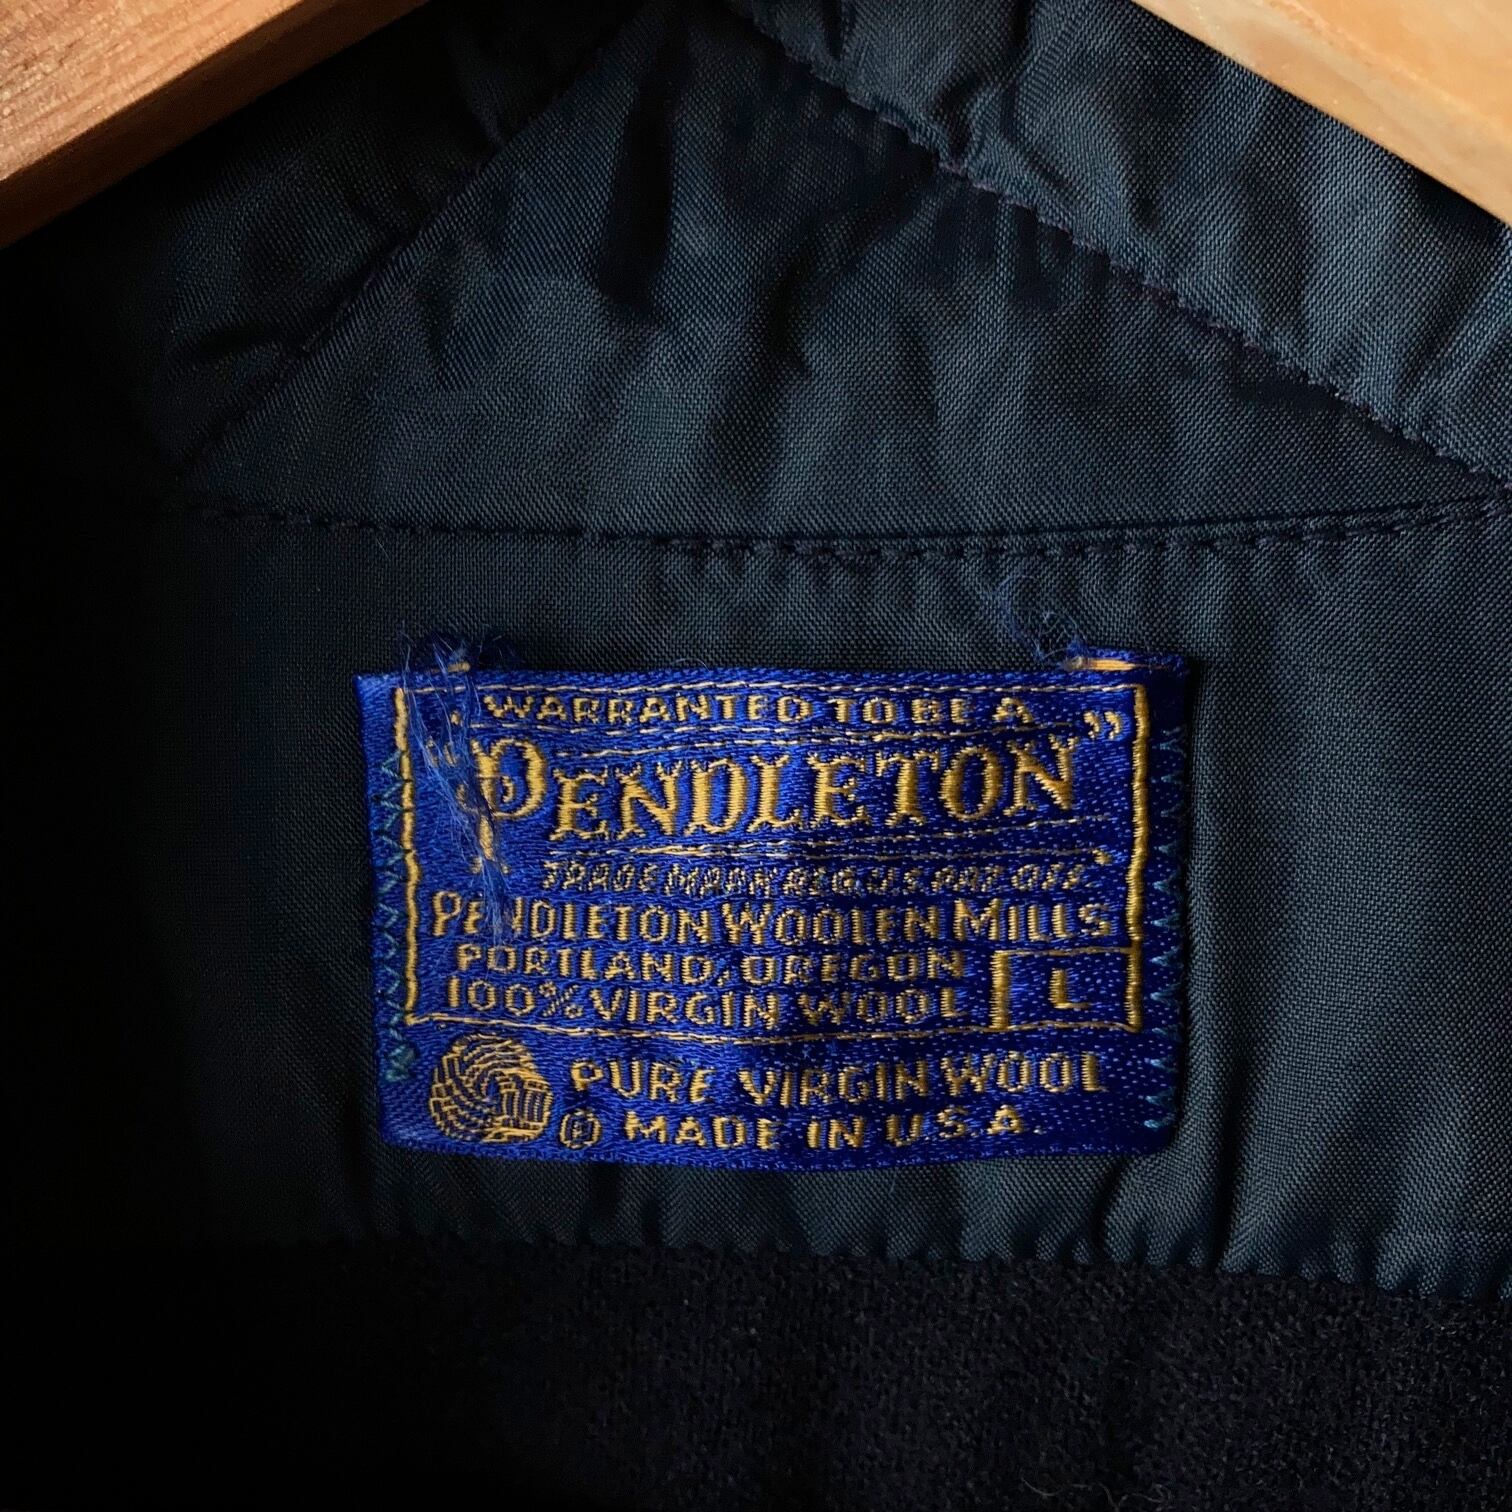 WARRANTED TO BE A
"PENDLETON"
TRADE MARK REG. U.S. PAT. OFF.
PENDLETON WOOLEN MILLS
PORTLAND, OREGON
100% VIRGIN WOOL L
PURE VIRGIN WOOL
® MADE IN U.S.A.